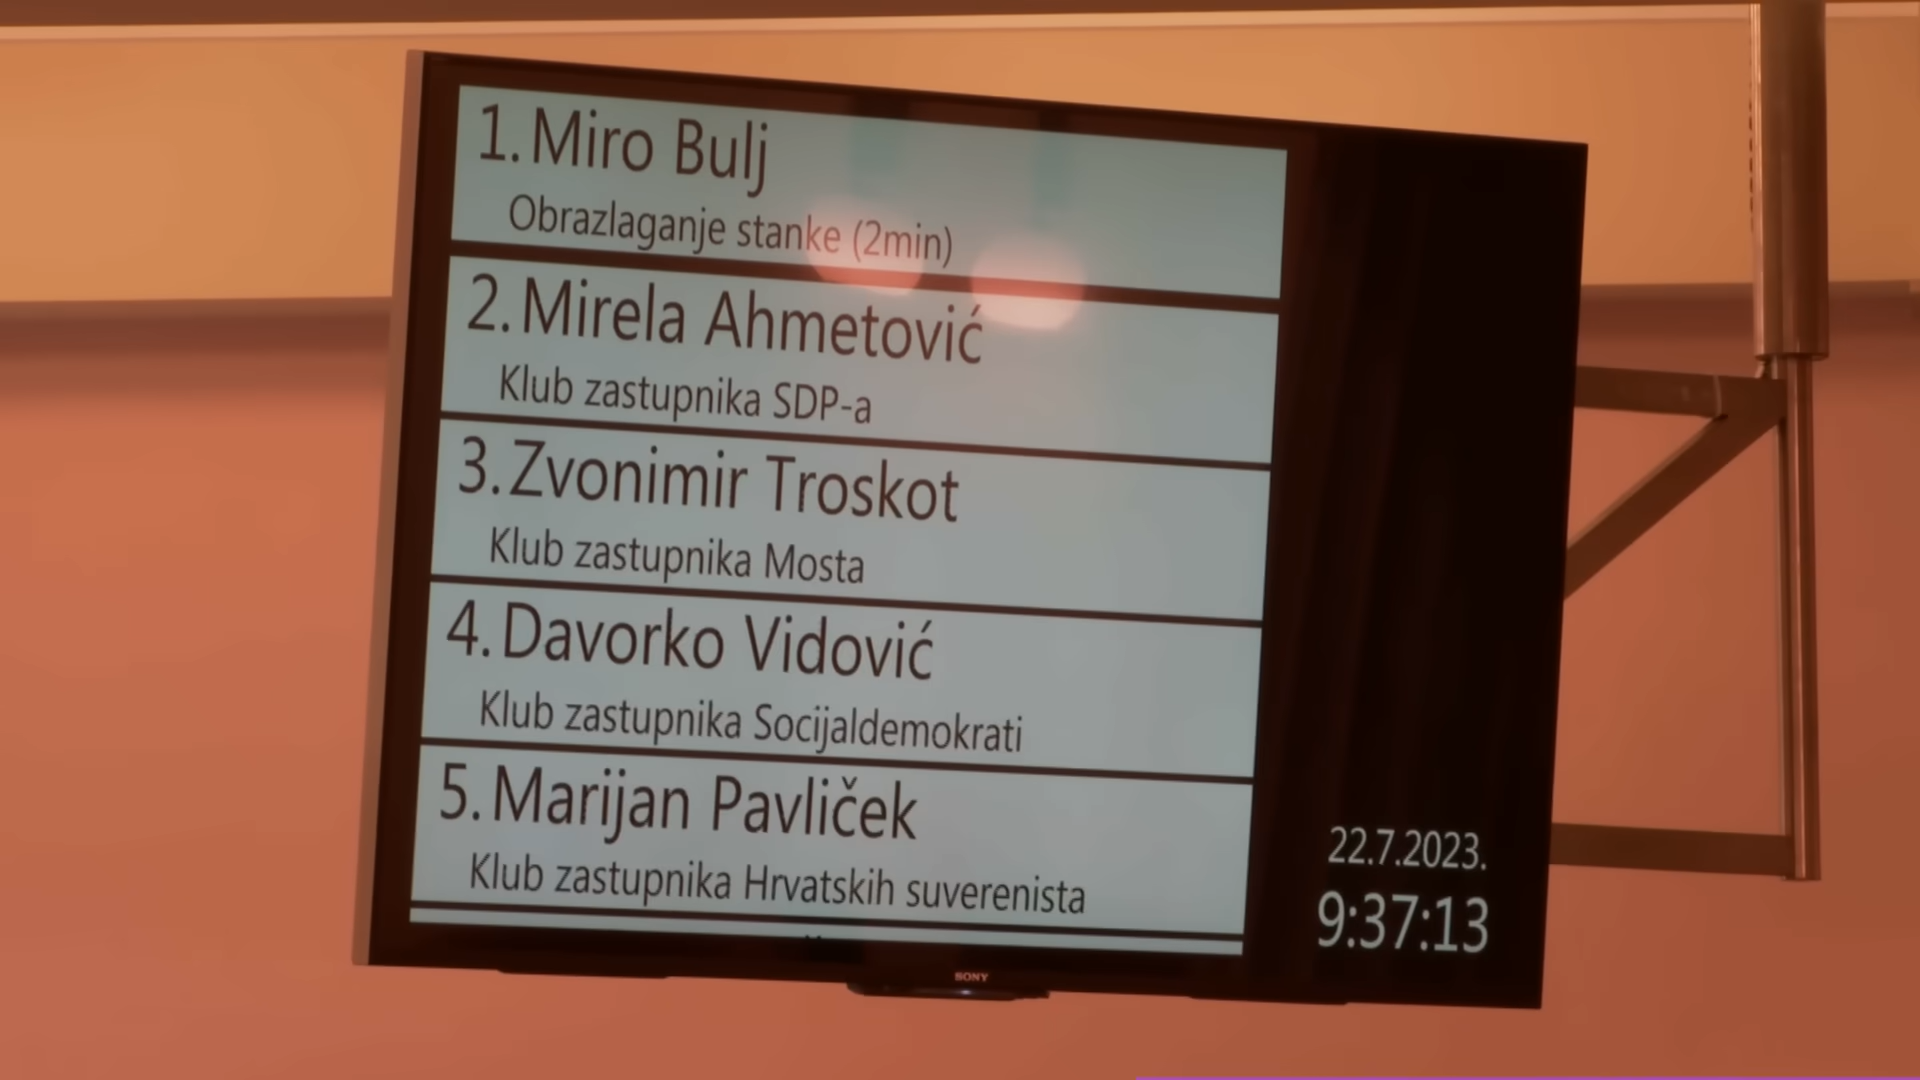 1. Miro Bulj
Obrazlaganje stanke (2min)
2. Mirela Ahmetović
Klub zastupnika SDP-a
3. Zvonimir Troskot
Klub zastupnika Mosta
4. Davorko Vidović
Klub zastupnika Socijaldemokrati
5. Marijan Pavliček
Klub zastupnika Hrvatskih suverenista
22.7.2023.
9:37:13
SONY